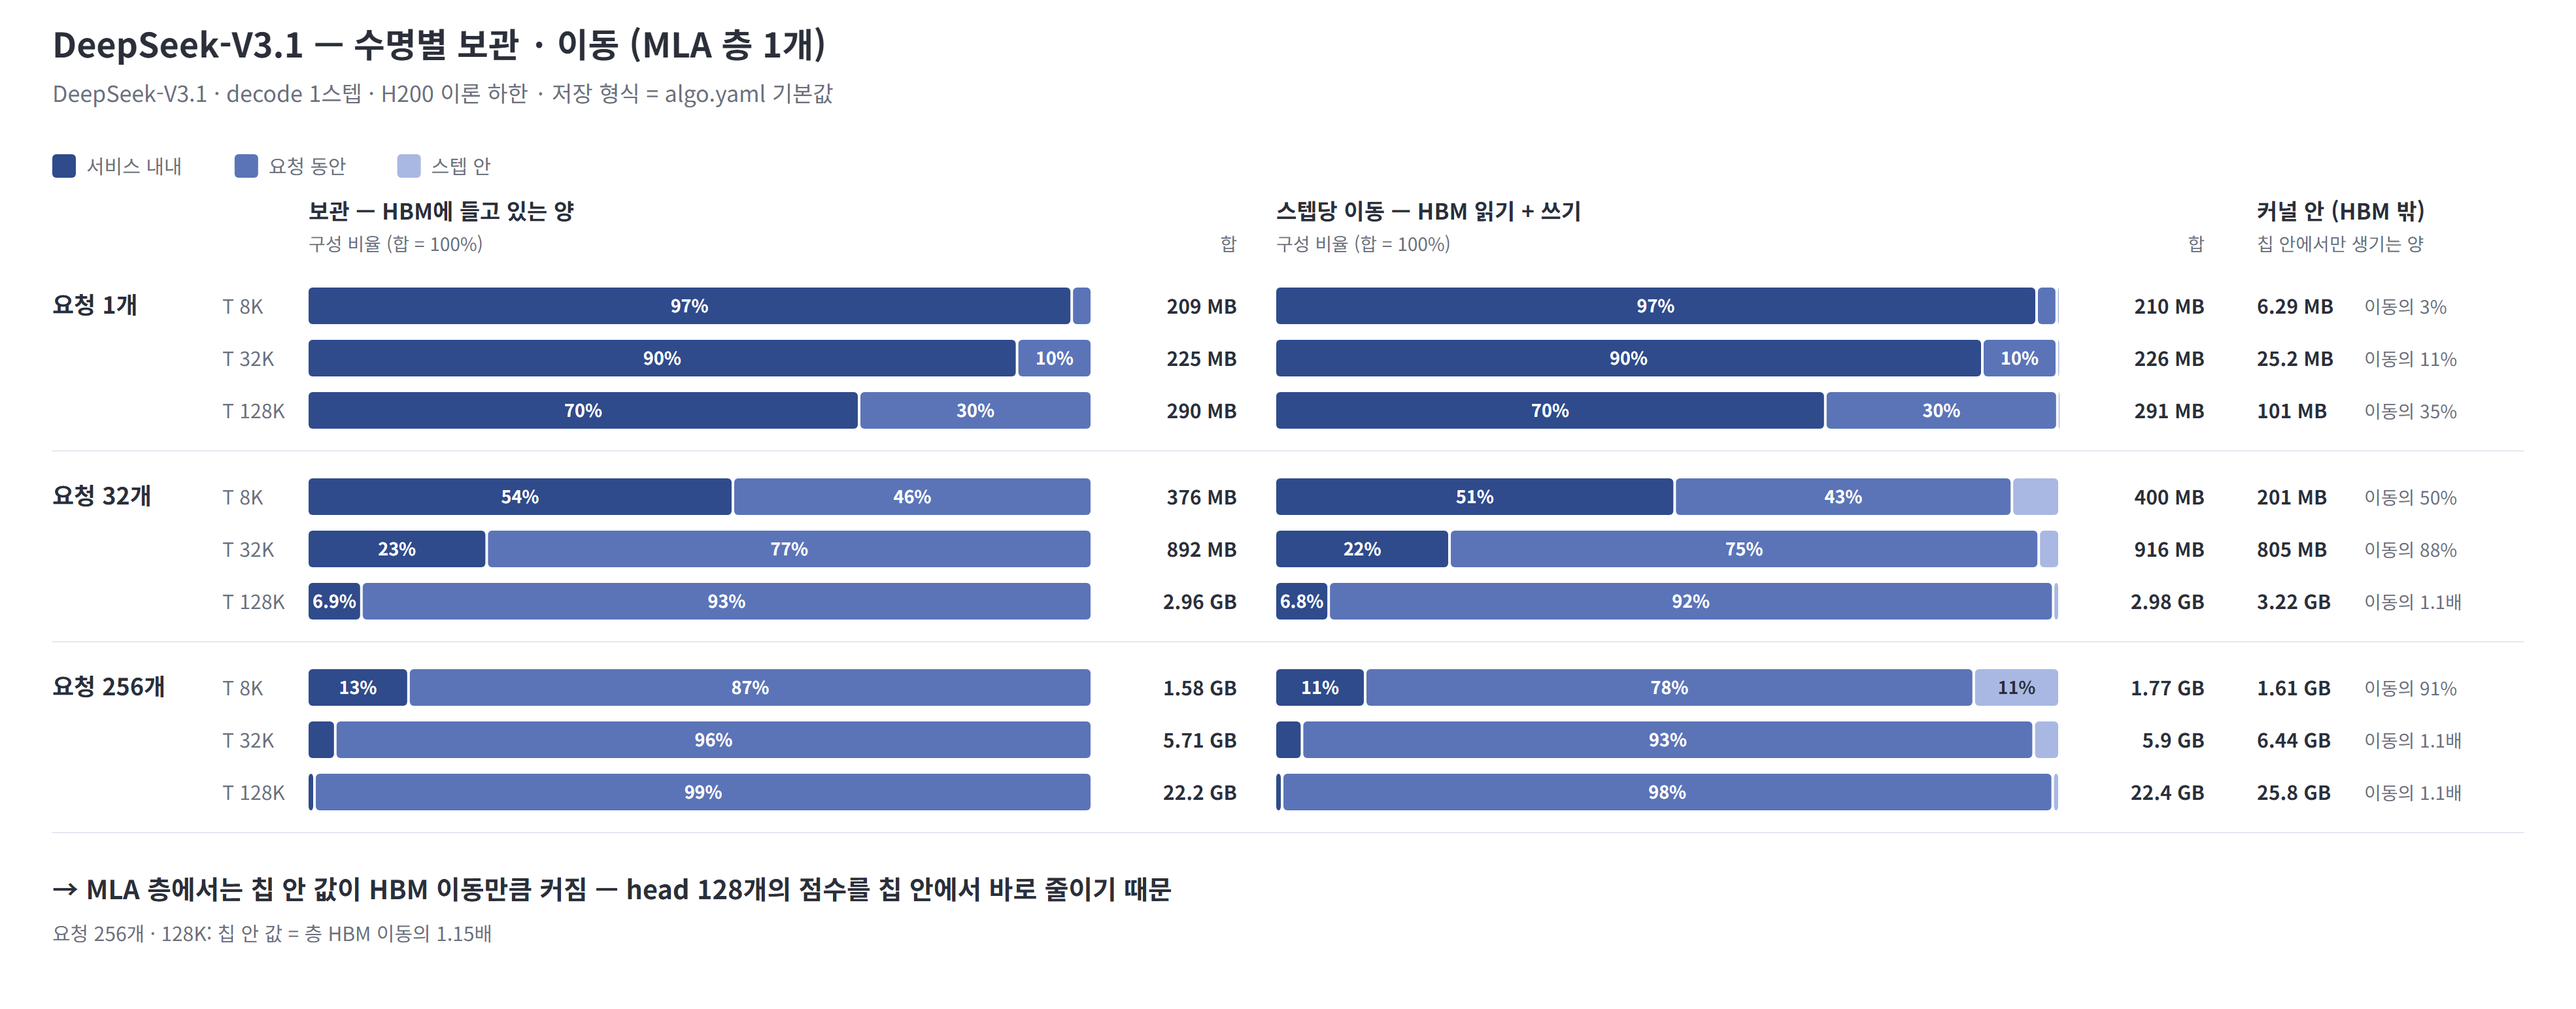 DeepSeek-V3.1 — 수명별 보관 · 이동 (MLA 층 1개)
DeepSeek-V3.1 · decode 1스텝 · H200 이론 하한 · 저장 형식 = algo.yaml 기본값
서비스 내내 요청 동안 스텝 안
보관 — HBM에 들고 있는 양 스텝당 이동 — HBM 읽기 + 쓰기 커널 안 (HBM 밖)
구성 비율 (합 = 100%) 합 구성 비율 (합 = 100%) 합 칩 안에서만 생기는 양
요청 1개 T 8K 97% 209 MB 97% 210 MB 6.29 MB 이동의 3%
T 32K 90% 10% 225 MB 90% 10% 226 MB 25.2 MB 이동의 11%
T 128K 70% 30% 290 MB 70% 30% 291 MB 101 MB 이동의 35%
요청 32개 T 8K 54% 46% 376 MB 51% 43% 400 MB 201 MB 이동의 50%
T 32K 23% 77% 892 MB 22% 75% 916 MB 805 MB 이동의 88%
T 128K 6.9% 93% 2.96 GB 6.8% 92% 2.98 GB 3.22 GB 이동의 1.1배
요청 256개 T 8K 13% 87% 1.58 GB 11% 78% 11% 1.77 GB 1.61 GB 이동의 91%
T 32K 96% 5.71 GB 93% 5.9 GB 6.44 GB 이동의 1.1배
T 128K 99% 22.2 GB 98% 22.4 GB 25.8 GB 이동의 1.1배
→ MLA 층에서는 칩 안 값이 HBM 이동만큼 커짐 — head 128개의 점수를 칩 안에서 바로 줄이기 때문
요청 256개 · 128K: 칩 안 값 = 층 HBM 이동의 1.15배